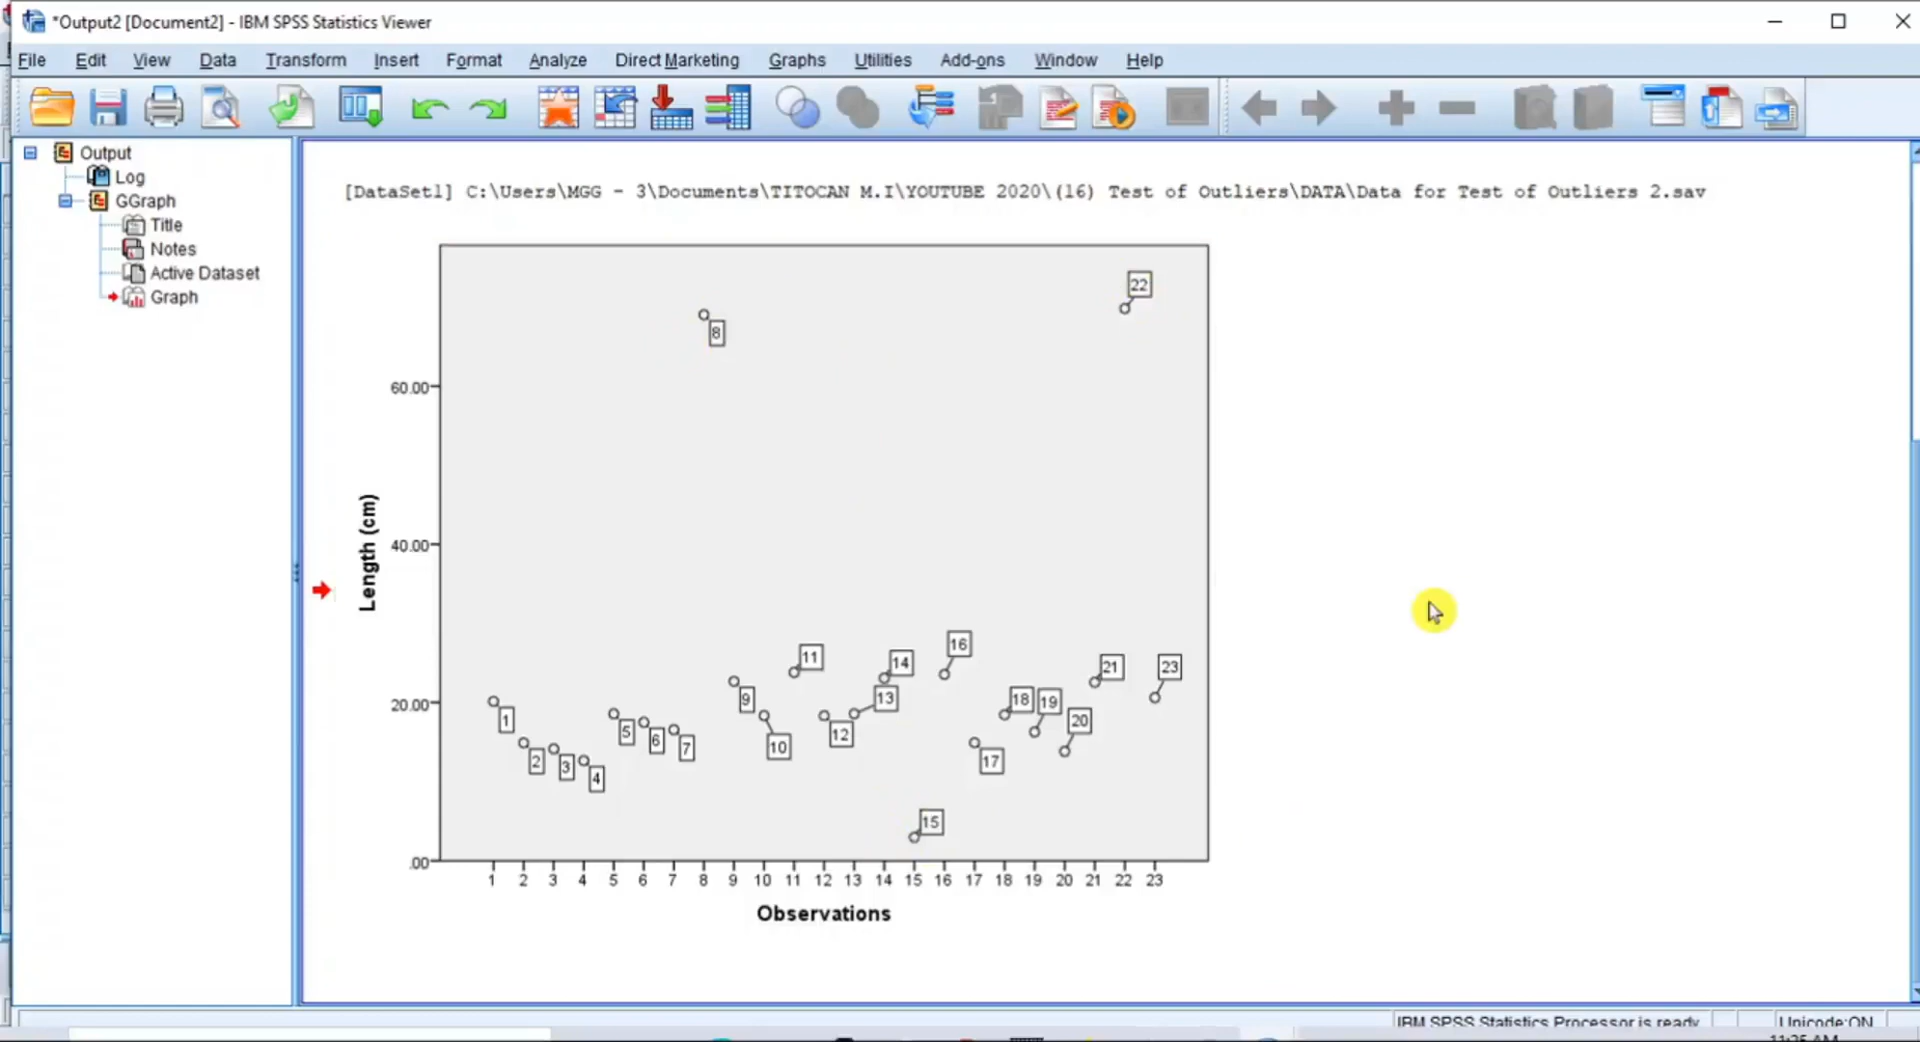 *Output2 [Document2] - IBM SPSS Statistics Viewer
File Edit View Data Transform Insert Format Analyze Direct Marketing Graphs Utilities Add-ons Window Help
Output
Log
GGraph
Title
Notes
Active Dataset
Graph
[DataSet1] C:\Users\MGG - 3\Documents\TITOCAN M.I\YOUTUBE 2020\(16) Test of Outliers\DATA\Data for Test of Outliers 2.sav
22
8
60.00
Length (cm)
40.00
16
11
14
21
23
20.00
1
9
13
18
19
5
12
20
6
10
7
2
3
17
4
15
.00
1 2 3 4 5 6 7 8 9 10 11 12 13 14 15 16 17 18 19 20 21 22 23
Observations
IBM SPSS Statistics Processor is ready
Unicode:ON
11:25 AM